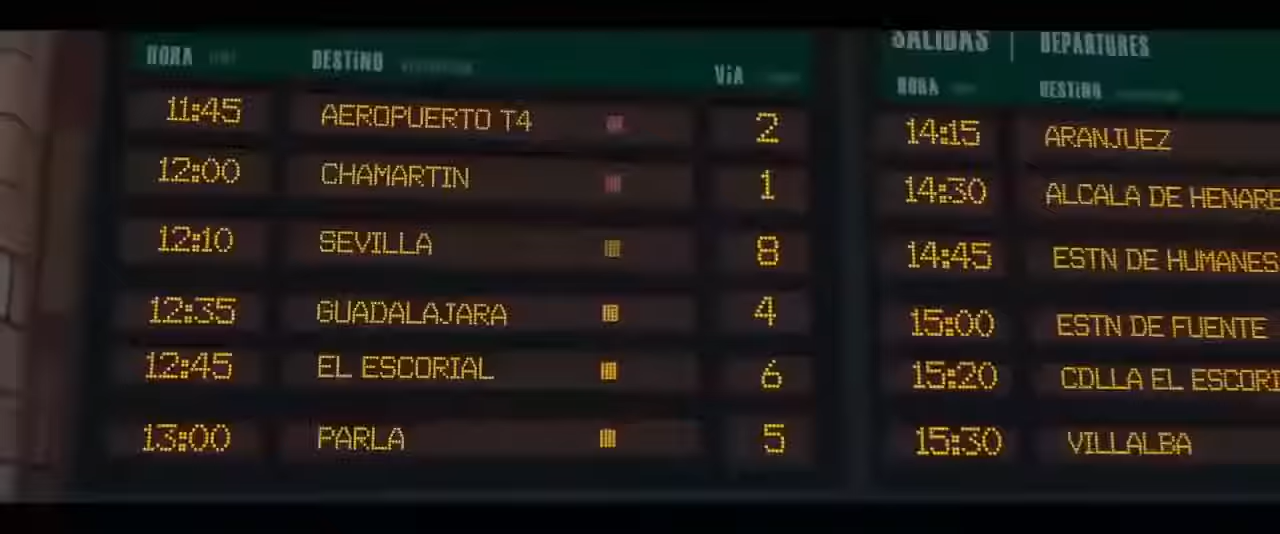 HORA DESTINO VIA
11:45 AEROPUERTO T4 2
12:00 CHAMARTIN 1
12:10 SEVILLA 8
12:35 GUADALAJARA 4
12:45 EL ESCORIAL 6
13:00 PARLA 5
SALIDAS | DEPARTURES
HORA DESTINO
14:15 ARANJUEZ
14:30 ALCALA DE HENARE
14:45 ESTN DE HUMANES
15:00 ESTN DE FUENTE
15:20 CDLLA EL ESCORI
15:30 VILLALBA